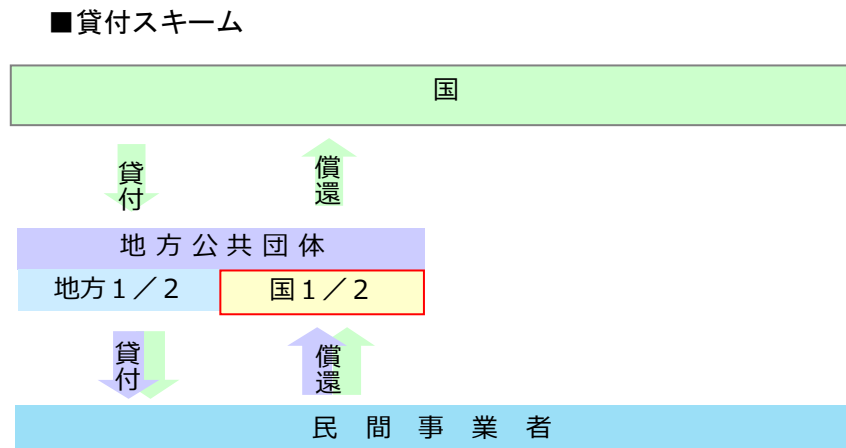 ■貸付スキーム
国
貸付
償還
地方公共団体
地方１／２
国１／２
貸付
償還
民間事業者